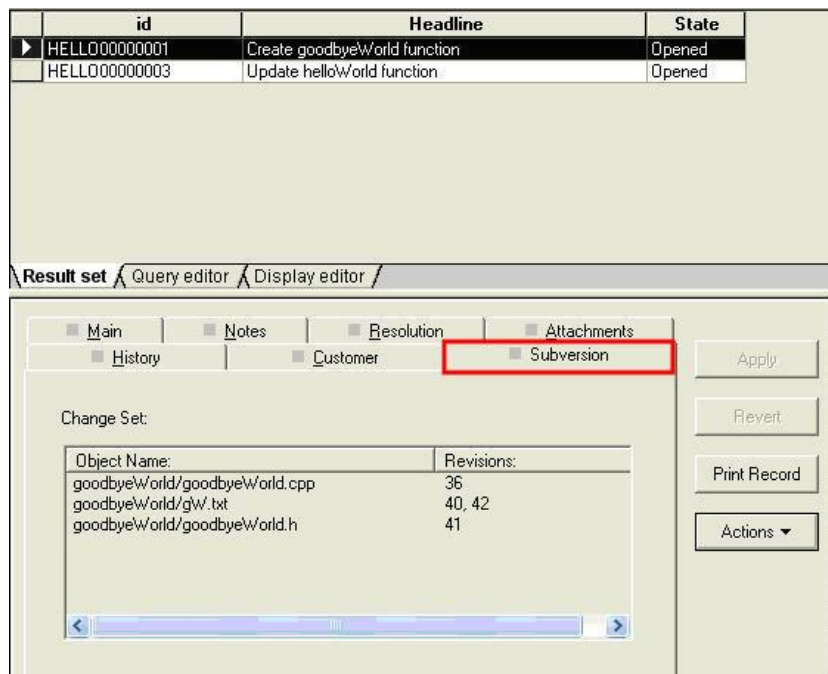 id Headline State
HELLO00000001 Create goodbyeWorld function Opened
HELLO00000003 Update helloWorld function Opened
Result set Query editor Display editor
Main Notes Resolution Attachments
History Customer Subversion
Apply
Change Set:
Revert
Object Name: Revisions:
Print Record
goodbyeWorld/goodbyeWorld.cpp 36
goodbyeWorld/gW.txt 40, 42
goodbyeWorld/goodbyeWorld.h 41
Actions